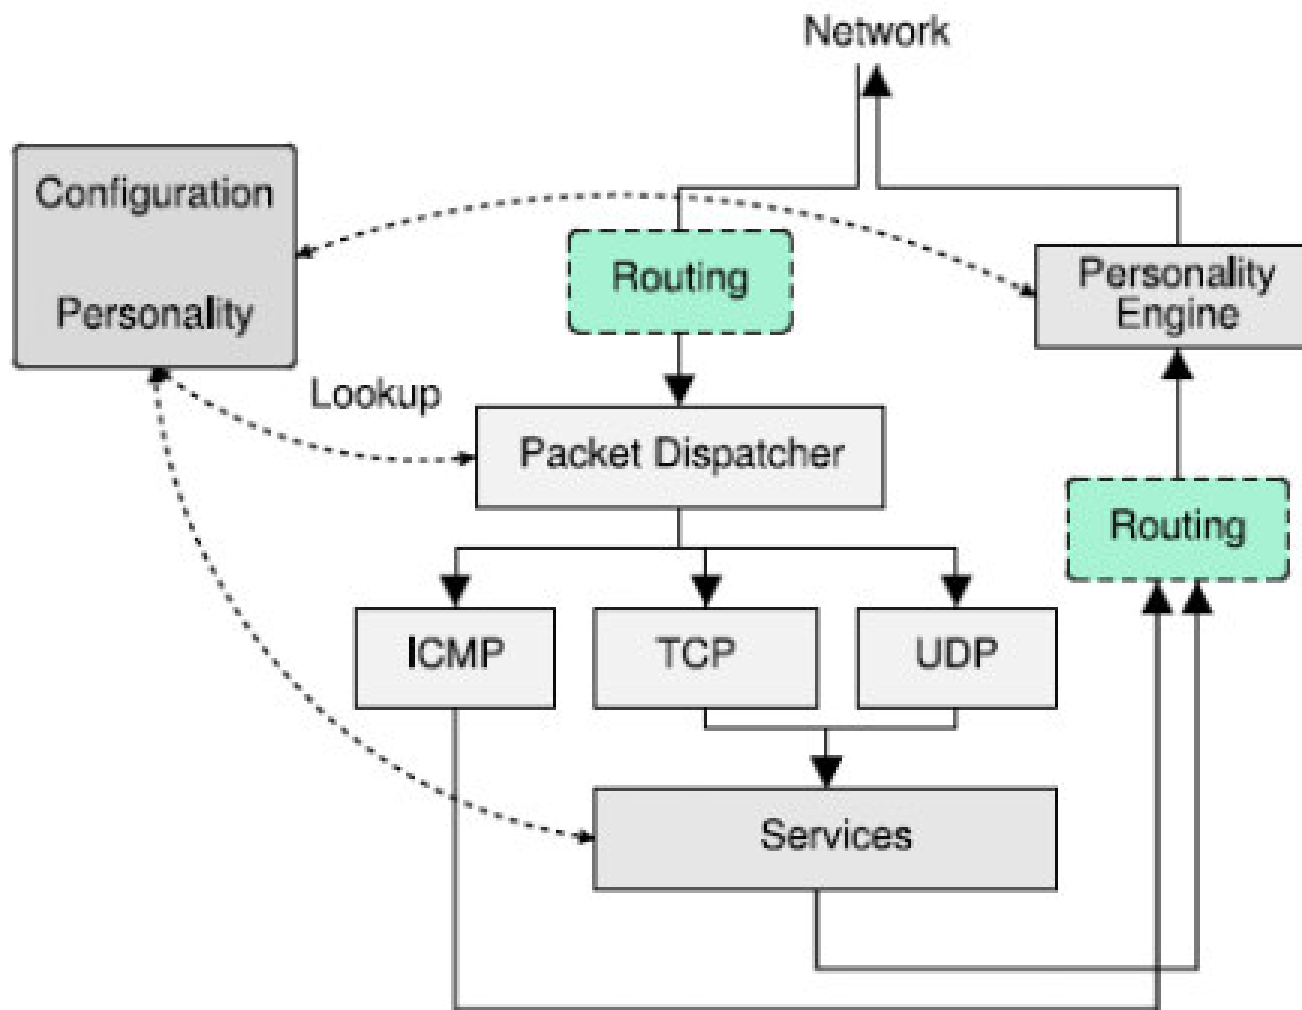 Network
Configuration
Personality
Routing
Personality
Engine
Lookup
Packet Dispatcher
Routing
ICMP
TCP
UDP
Services